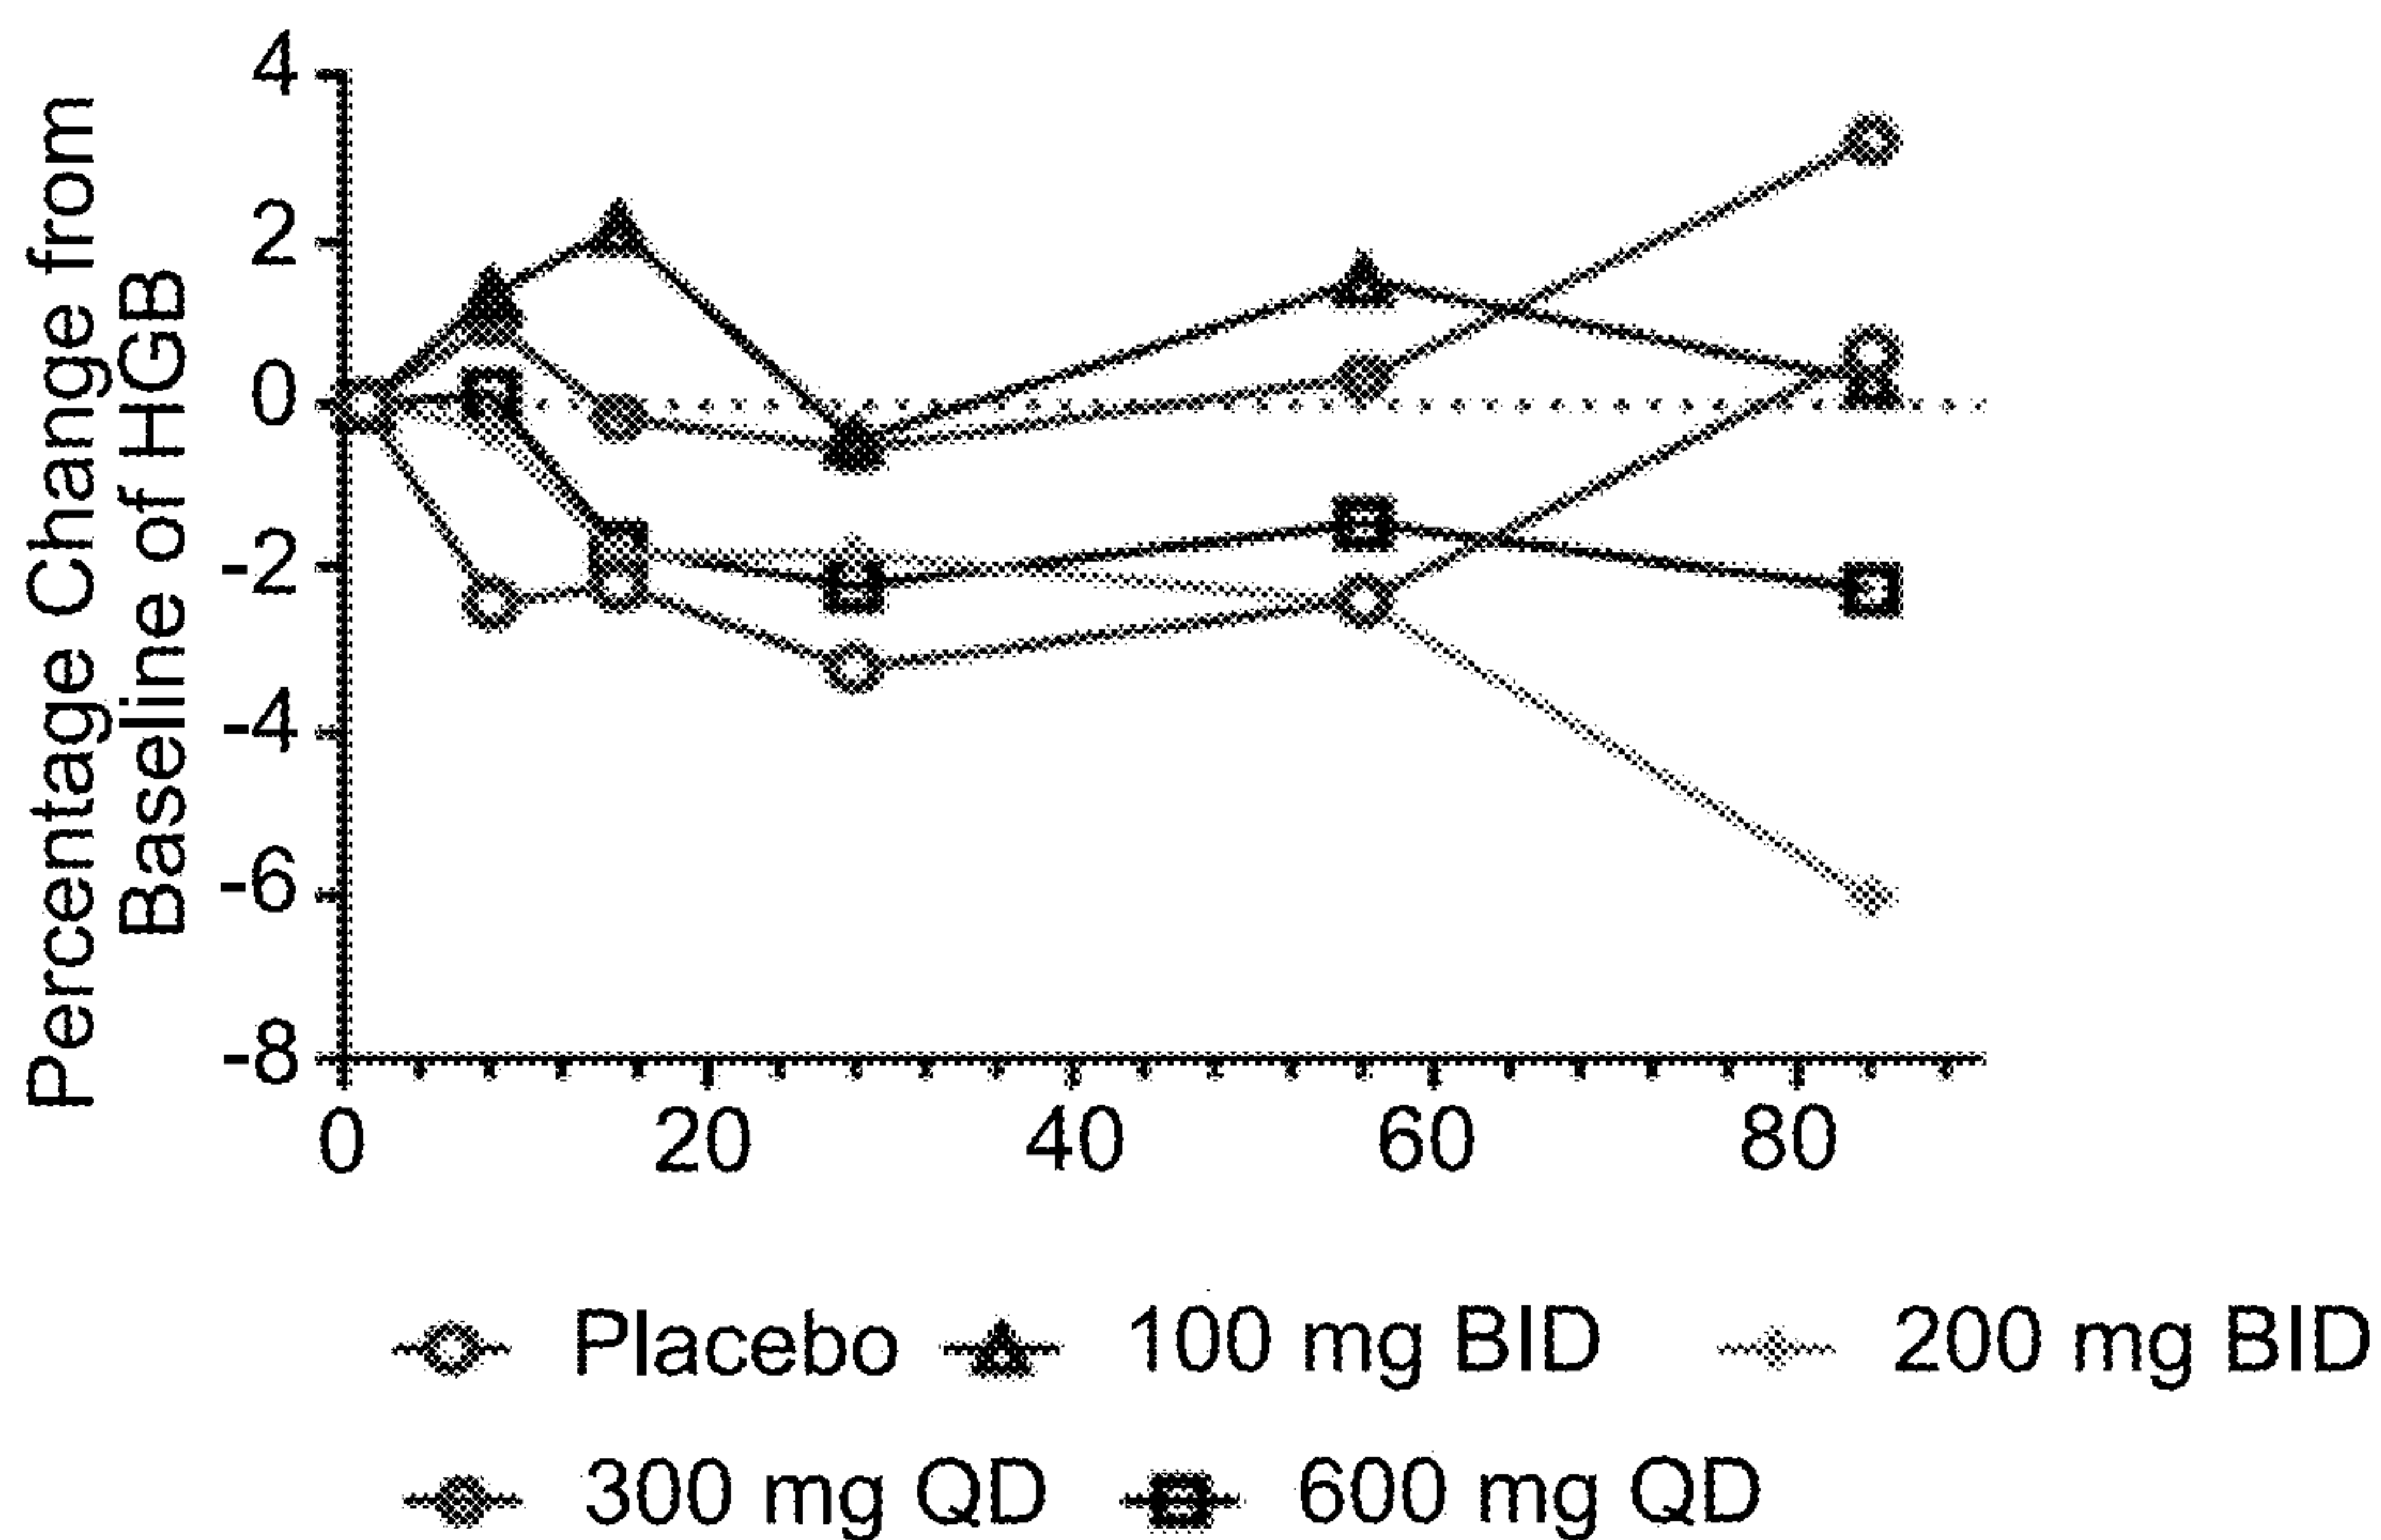 Percentage Change from
Baseline of HGB
4
2
0
-2
-4
-6
-8
0 20 40 60 80
Placebo 100 mg BID 200 mg BID
300 mg QD 600 mg QD